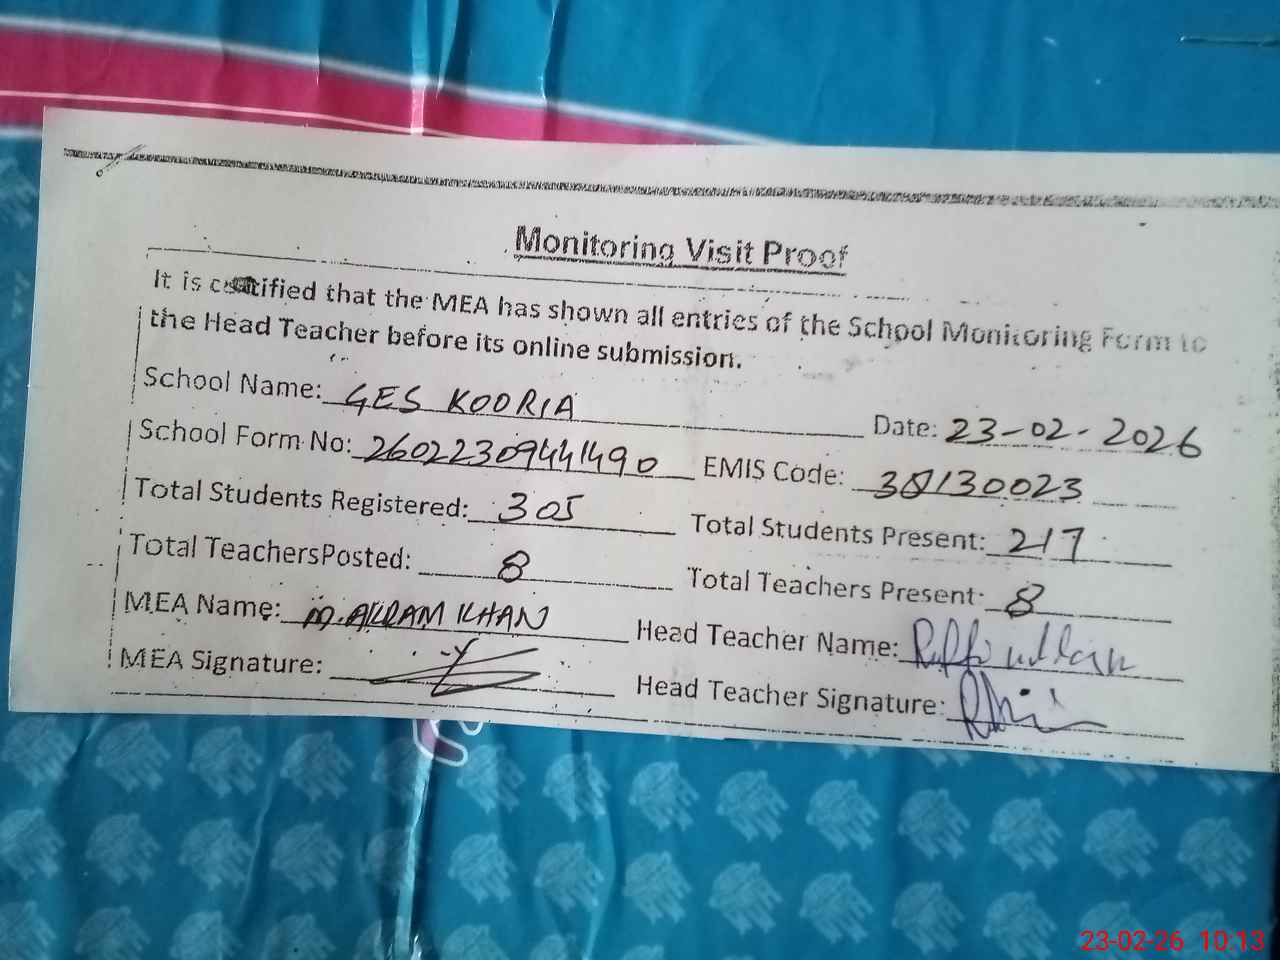 Monitoring Visit Proof
It is certified that the MEA has shown all entries of the School Monitoring Form to
the Head Teacher before its online submission.
School Name: GES KOORIA Date: 23-02-2026
School Form No: 260223094441490 EMIS Code: 38130023
Total Students Registered: 305 Total Students Present: 217
Total TeachersPosted: 8 Total Teachers Present: 8
MEA Name: M.AKRAM KHAN Head Teacher Name:
MEA Signature: Head Teacher Signature:
23-02-26 10:13